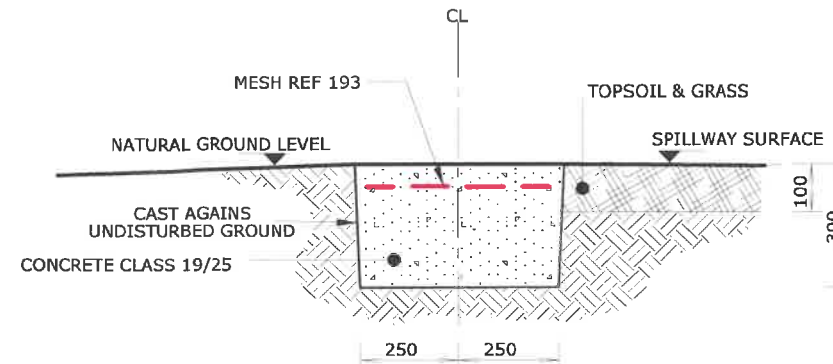 CL
MESH REF 193
TOPSOIL & GRASS
NATURAL GROUND LEVEL
SPILLWAY SURFACE
CAST AGAINS
UNDISTURBED GROUND
100
CONCRETE CLASS 19/25
250
250